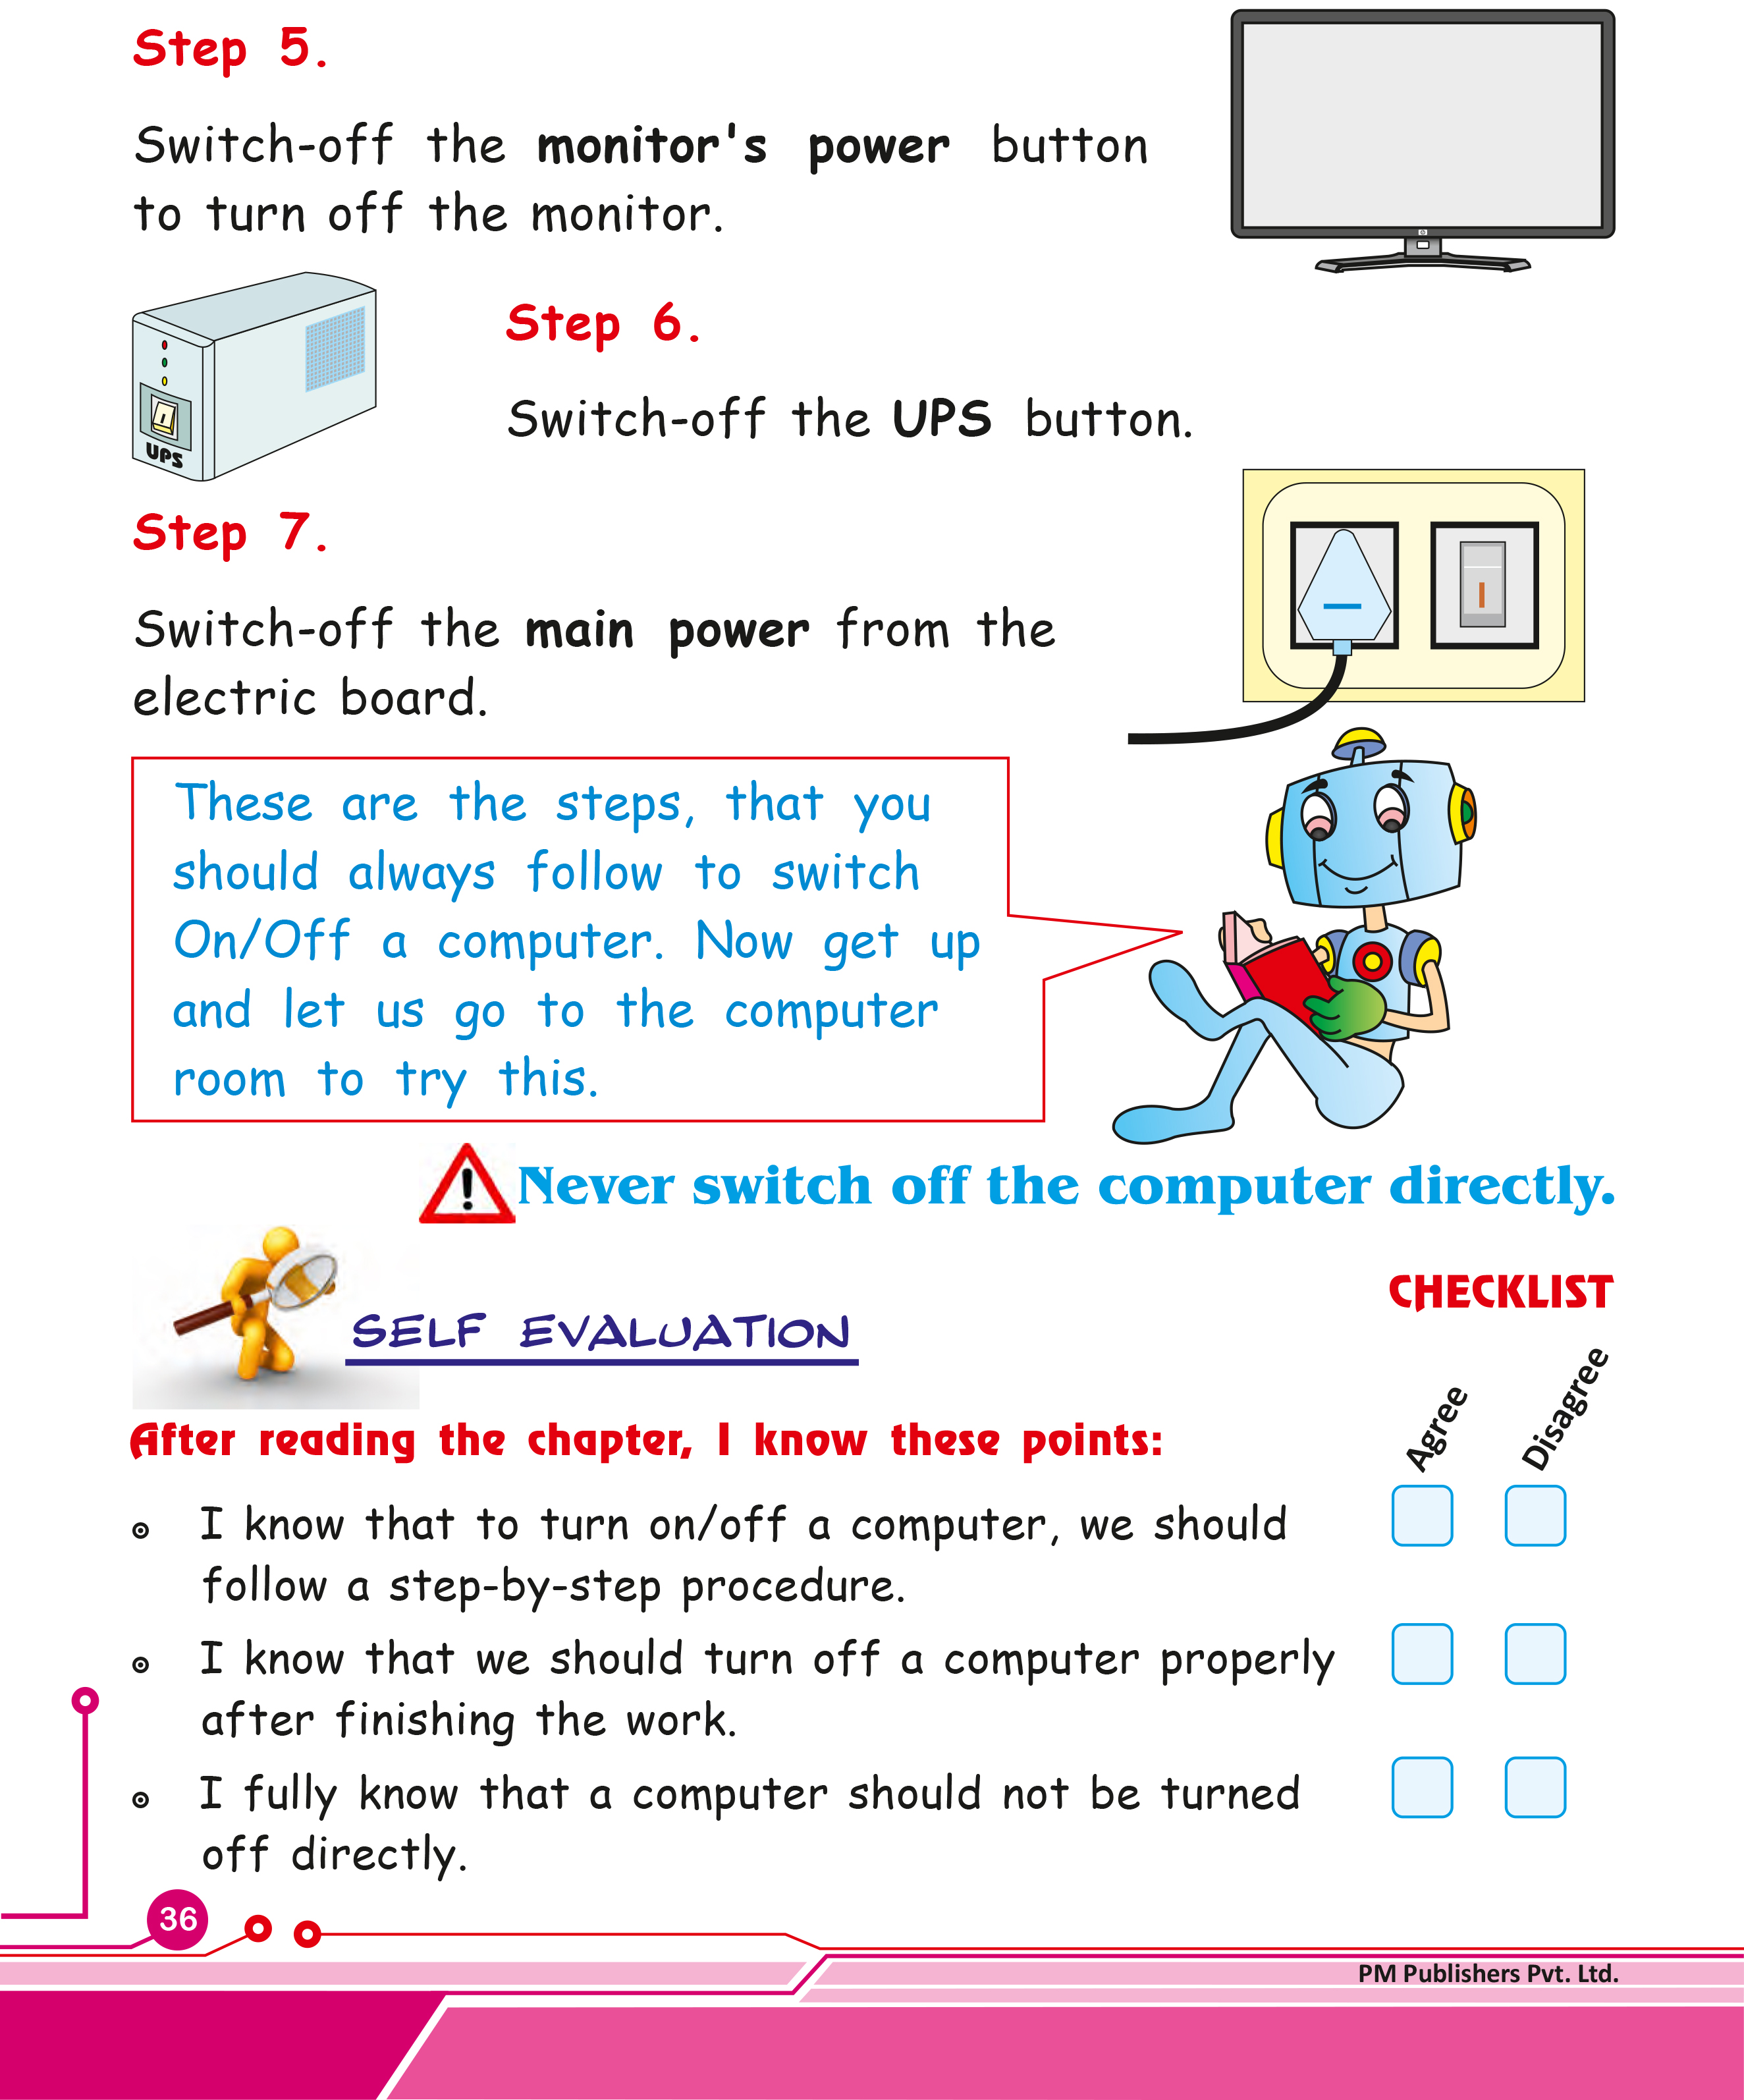 Step 5.
Switch-off the monitor's power button
to turn off the monitor.
UPS
Step 6.
Switch-off the UPS button.
Step 7.
Switch-off the main power from the
electric board.
These are the steps, that you
should always follow to switch
On/Off a computer. Now get up
and let us go to the computer
room to try this.
Never switch off the computer directly.
SELF EVALUATION
CHECKLIST
Agree
Disagree
After reading the chapter, I know these points:
I know that to turn on/off a computer, we should
follow a step-by-step procedure.
I know that we should turn off a computer properly
after finishing the work.
I fully know that a computer should not be turned
off directly.
36
PM Publishers Pvt. Ltd.